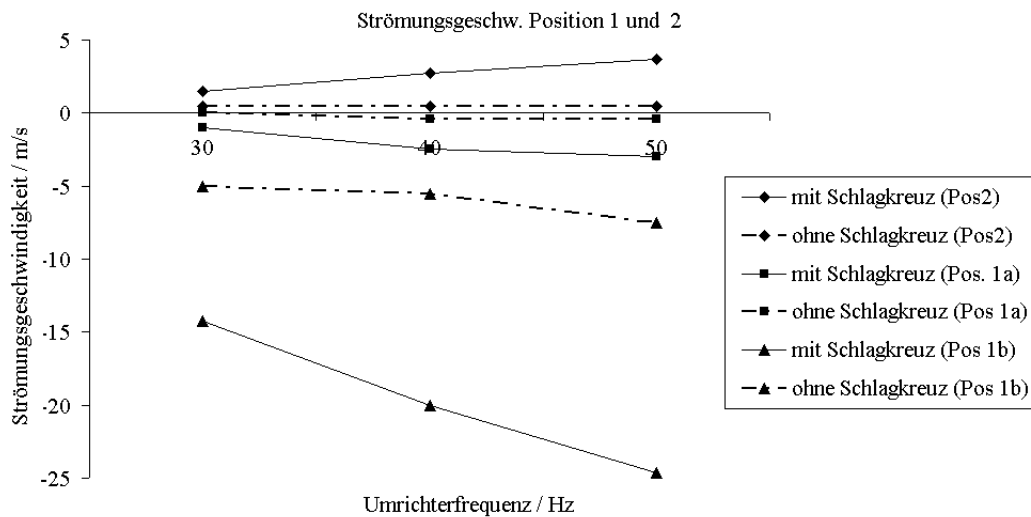 Strömungsgeschw. Position 1 und 2
5
0
-5
-10
-15
-20
-25
30
40
50
Strömungsgeschwindigkeit / m/s
Umrichterfrequenz / Hz
mit Schlagkreuz (Pos2)
ohne Schlagkreuz (Pos2)
mit Schlagkreuz (Pos. 1a)
ohne Schlagkreuz (Pos 1a)
mit Schlagkreuz (Pos 1b)
ohne Schlagkreuz (Pos 1b)